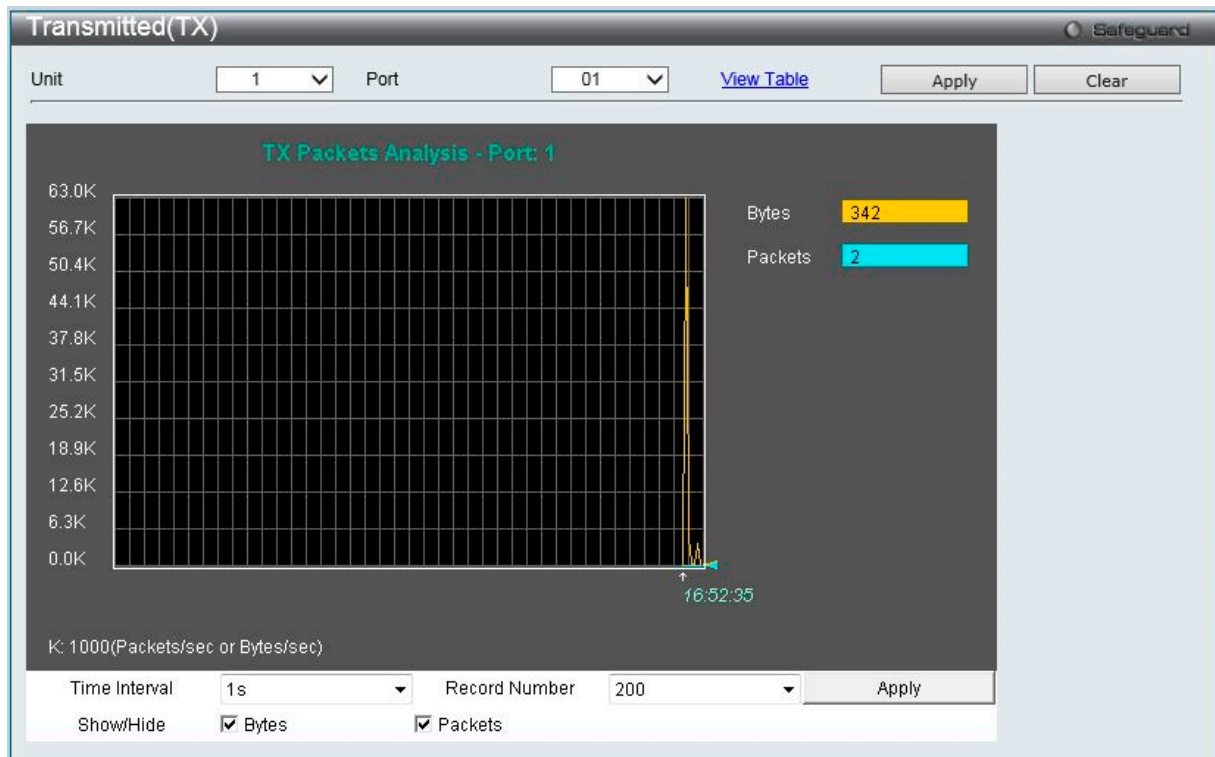 Transmitted(TX)
Safeguard
Unit 1 Port 01 View Table Apply Clear
TX Packets Analysis - Port: 1
63.0K
56.7K
50.4K
44.1K
37.8K
31.5K
25.2K
18.9K
12.6K
6.3K
0.0K
Bytes 342
Packets 2
16:52:35
K: 1000(Packets/sec or Bytes/sec)
Time Interval 1s Record Number 200 Apply
Show/Hide Bytes Packets